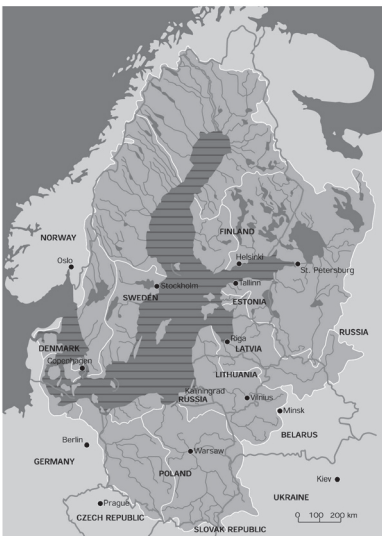 NORWAY
Oslo
FINLAND
Helsinki
St. Petersburg
Stockholm
Tallinn
SWEDEN
ESTONIA
RUSSIA
Riga
DENMARK
LATVIA
Copenhagen
LITHUANIA
Kaliningrad
Vilnius
RUSSIA
Minsk
BELARUS
Berlin
Warsaw
GERMANY
POLAND
Kiev
UKRAINE
Prague
CZECH REPUBLIC
0 100 200 km
SLOVAK REPUBLIC